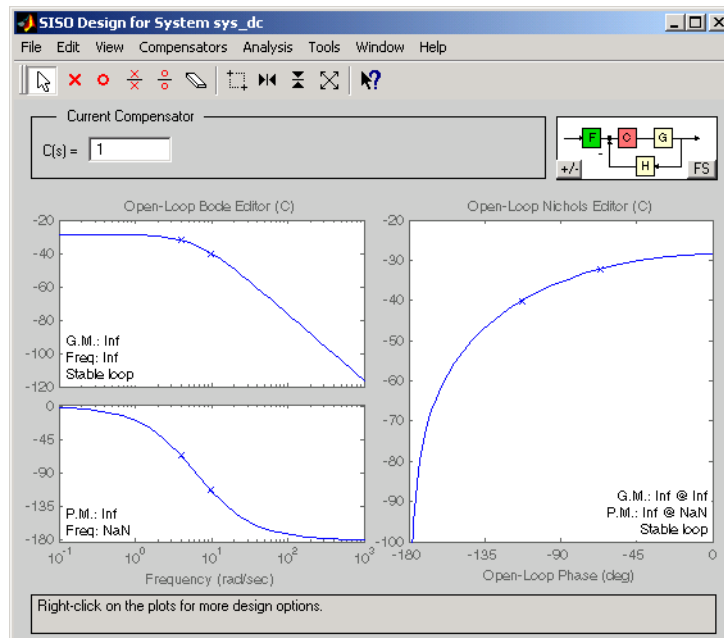 SISO Design for System sys_dc
File Edit View Compensators Analysis Tools Window Help
Current Compensator
C(s) = 1
F C G
H
+/- FS
Open-Loop Bode Editor (C)
-20
-40
-60
-80
-100
-120
G.M.: Inf
Freq: Inf
Stable loop
0
-45
-90
-135
-180
P.M.: Inf
Freq: NaN
10^-1 10^0 10^1 10^2 10^3
Frequency (rad/sec)
Open-Loop Nichols Editor (C)
-20
-30
-40
-50
-60
-70
-80
-90
-100
G.M.: Inf @ Inf
P.M.: Inf @ NaN
Stable loop
-180 -135 -90 -45 0
Open-Loop Phase (deg)
Right-click on the plots for more design options.